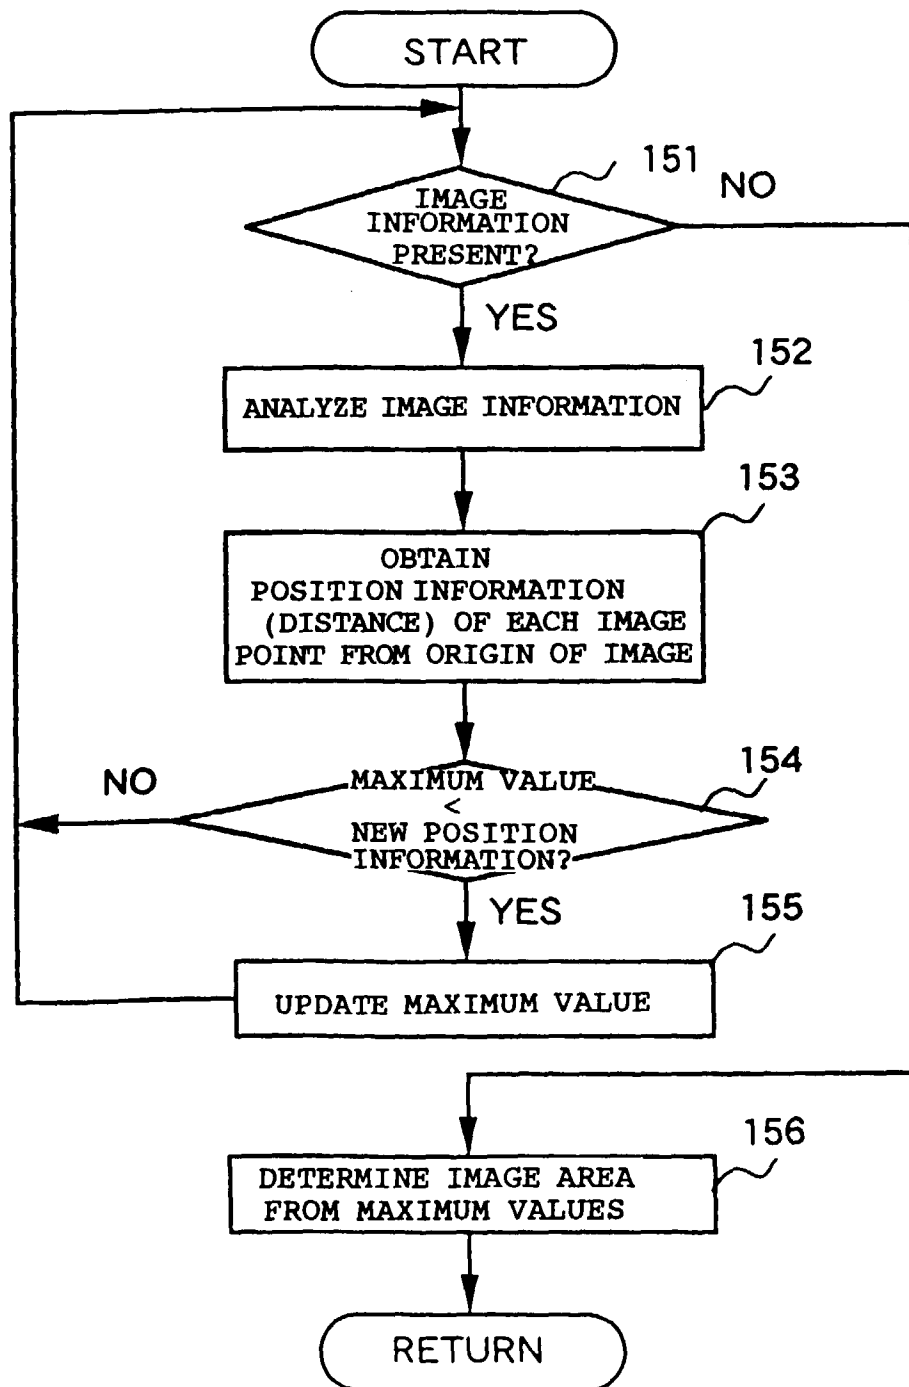 START
151
NO
IMAGE
INFORMATION
PRESENT?
YES
152
ANALYZE IMAGE INFORMATION
153
OBTAIN
POSITION INFORMATION
(DISTANCE) OF EACH IMAGE
POINT FROM ORIGIN OF IMAGE
154
NO
MAXIMUM VALUE
<
NEW POSITION
INFORMATION?
YES
155
UPDATE MAXIMUM VALUE
156
DETERMINE IMAGE AREA
FROM MAXIMUM VALUES
RETURN